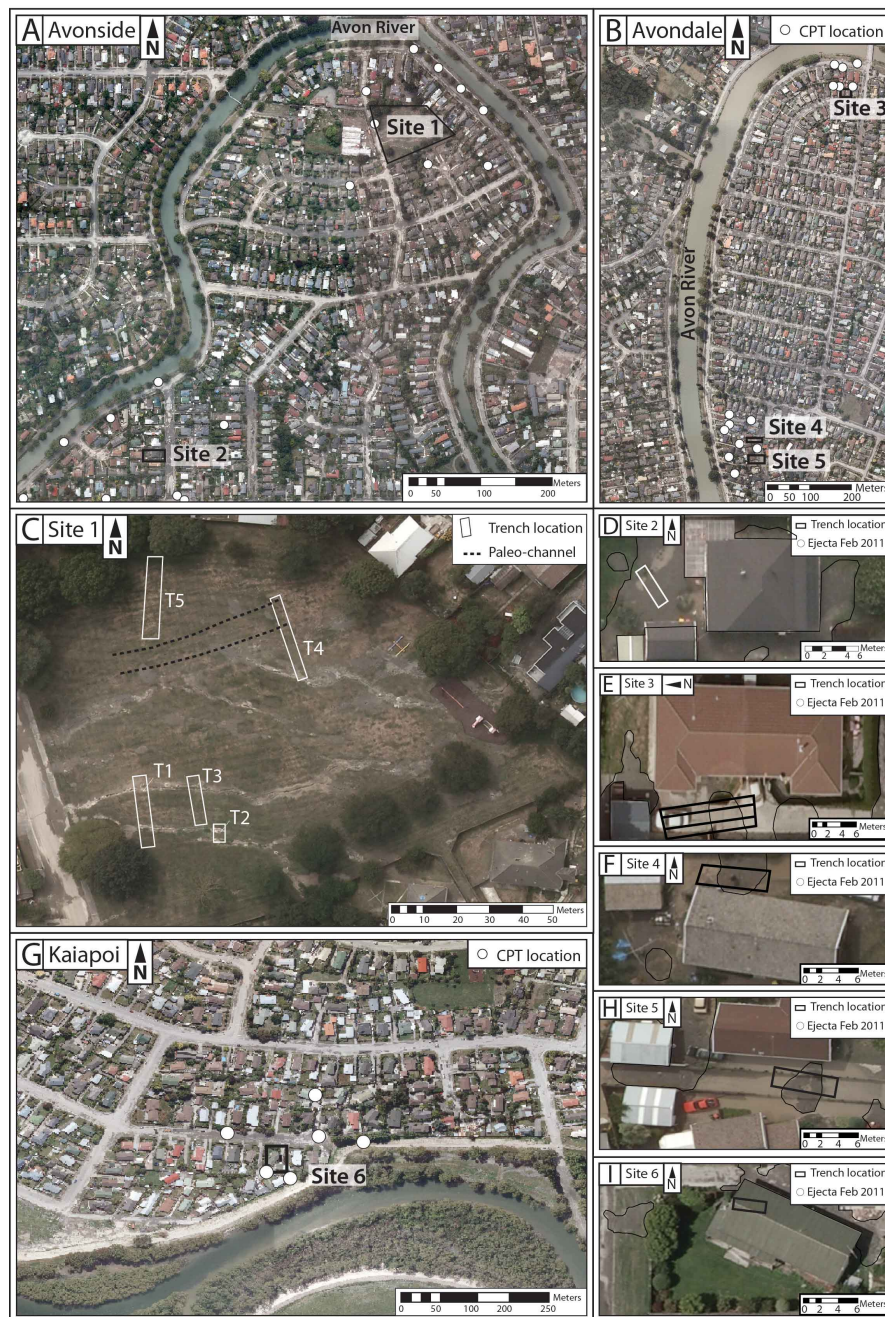 A Avonside
N
Avon River
Site 1
Site 2
0 50 100 200 Meters
B Avondale
N
CPT location
Site 3
Avon River
Site 4
Site 5
0 50 100 200 Meters
C Site 1
N
Trench location
Paleo-channel
T5
T4
T1
T3
T2
0 10 20 30 40 50 Meters
D Site 2
N
Trench location
Ejecta Feb 2011
0 2 4 6 Meters
E Site 3
N
Trench location
Ejecta Feb 2011
0 2 4 6 Meters
F Site 4
N
Trench location
Ejecta Feb 2011
0 2 4 6 Meters
G Kaiapoi
N
CPT location
Site 6
0 50 100 200 250 Meters
H Site 5
N
Trench location
Ejecta Feb 2011
0 2 4 6 Meters
I Site 6
N
Trench location
Ejecta Feb 2011
0 2 4 6 Meters